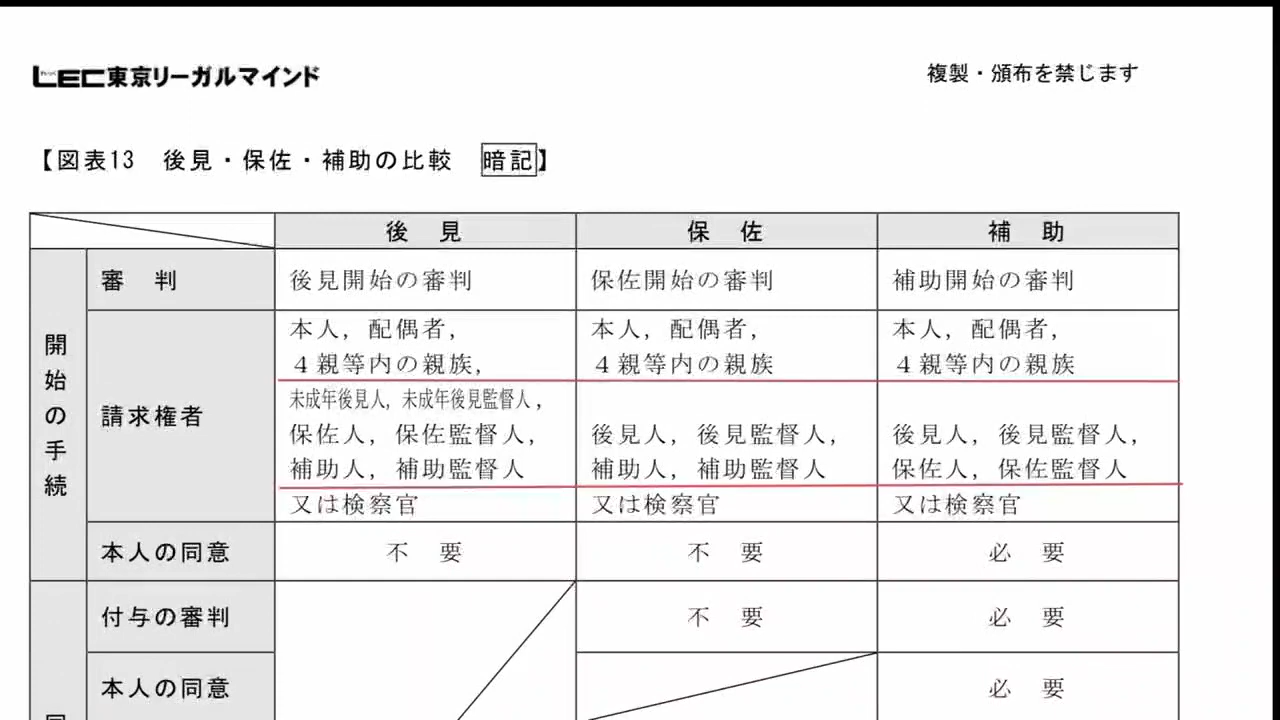 LEC東京リーガルマインド
複製・頒布を禁じます
【図表13 後見・保佐・補助の比較 暗記】
後 見 保 佐 補 助
開始の手続
審 判 後見開始の審判 保佐開始の審判 補助開始の審判
請求権者
本人，配偶者， 本人，配偶者， 本人，配偶者，
４親等内の親族， ４親等内の親族 ４親等内の親族
未成年後見人，未成年後見監督人，
保佐人，保佐監督人， 後見人，後見監督人， 後見人，後見監督人，
補助人，補助監督人 補助人，補助監督人 保佐人，保佐監督人
又は検察官 又は検察官 又は検察官
本人の同意 不 要 不 要 必 要
付与の審判 不 要 必 要
本人の同意 必 要